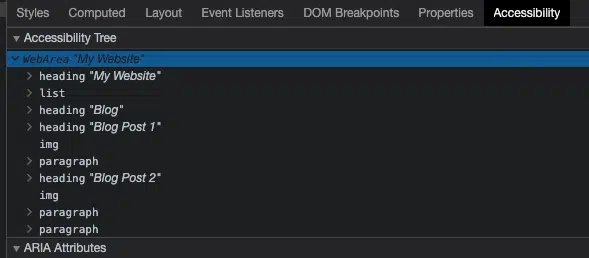 Styles Computed Layout Event Listeners DOM Breakpoints Properties Accessibility
Accessibility Tree
WebArea "My Website"
heading "My Website"
list
heading "Blog"
heading "Blog Post 1"
img
paragraph
heading "Blog Post 2"
img
paragraph
paragraph
ARIA Attributes